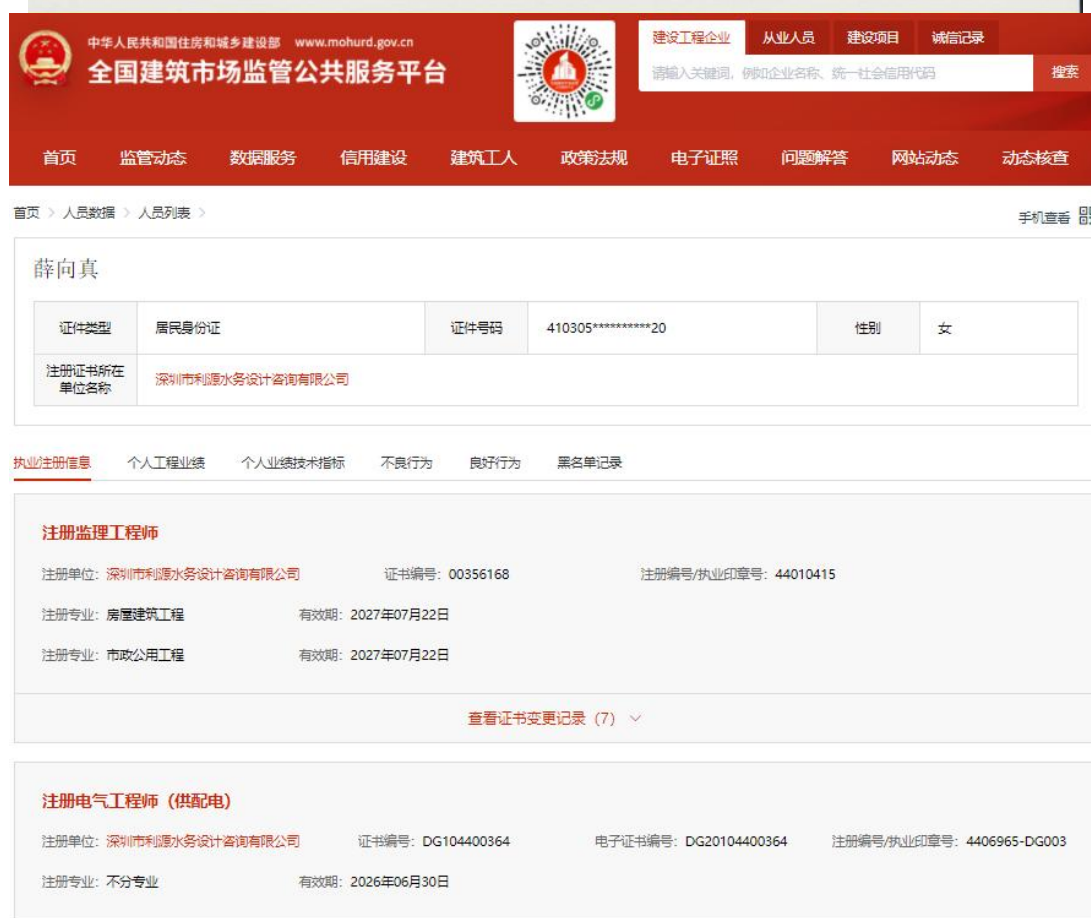 中华人民共和国住房和城乡建设部 www.mohurd.gov.cn
全国建筑市场监管公共服务平台
建设工程企业 从业人员 建设项目 诚信记录
请输入关键词，例如企业名称、统一社会信用代码 搜索
首页 监管动态 数据服务 信用建设 建筑工人 政策法规 电子证照 问题解答 网站动态 动态核查
首页 > 人员数据 > 人员列表 >
手机查看
薛向真
证件类型 居民身份证 证件号码 410305**********20 性别 女
注册证书所在
单位名称
深圳市利源水务设计咨询有限公司
执业注册信息 个人工程业绩 个人业绩技术指标 不良行为 良好行为 黑名单记录
注册监理工程师
注册单位：深圳市利源水务设计咨询有限公司 证书编号：00356168 注册编号/执业印章号：44010415
注册专业：房屋建筑工程 有效期：2027年07月22日
注册专业：市政公用工程 有效期：2027年07月22日
查看证书变更记录（7）
注册电气工程师（供配电）
注册单位：深圳市利源水务设计咨询有限公司 证书编号：DG104400364 电子证书编号：DG20104400364 注册编号/执业印章号：4406965-DG003
注册专业：不分专业 有效期：2026年06月30日